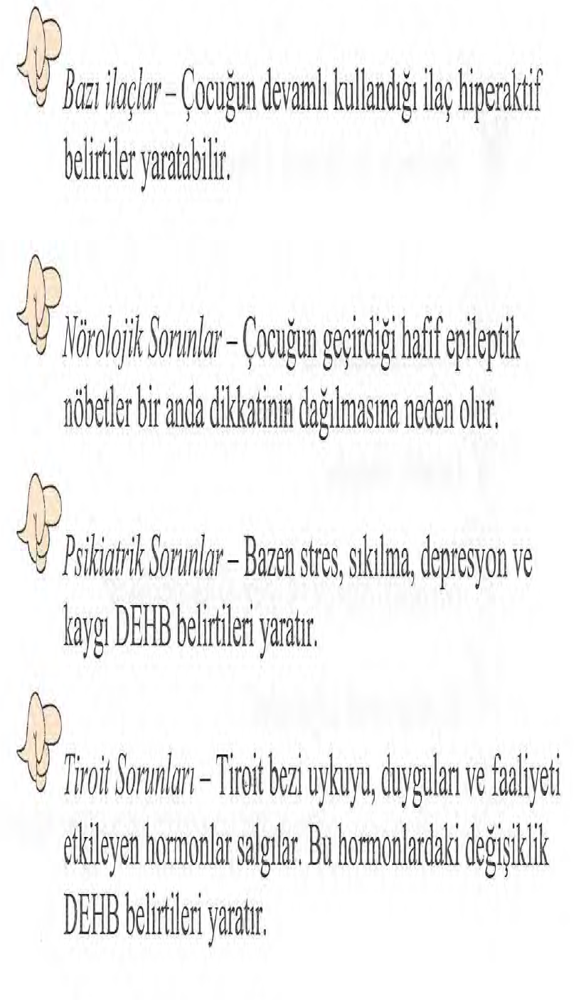 Bazı ilaçlar – Çocuğun devamlı kullandığı ilaç hiperaktif
belirtiler yaratabilir.
Nörolojik Sorunlar – Çocuğun geçirdiği hafif epileptik
nöbetler bir anda dikkatinin dağılmasına neden olur.
Psikiatrik Sorunlar – Bazen stres, sıkılma, depresyon ve
kaygı DEHB belirtileri yaratır.
Tiroit Sorunları – Tiroit bezi uykuyu, duyguları ve faaliyeti
etkileyen hormonlar salgılar. Bu hormonlardaki değişiklik
DEHB belirtileri yaratır.